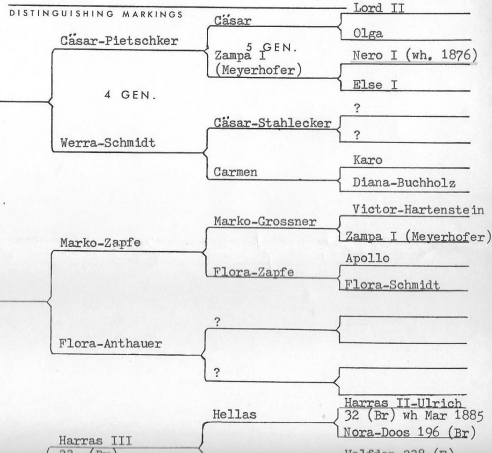 DISTINGUISHING MARKINGS
Lord II
Cäsar
Olga
Cäsar-Pietschker
5 GEN.
Zampa I
(Meyerhofer)
Nero I (wh. 1876)
Else I
4 GEN.
?
Cäsar-Stahlecker
?
Werra-Schmidt
Karo
Carmen
Diana-Buchholz
Victor-Hartenstein
Marko-Grossner
Zampa I (Meyerhofer)
Marko-Zapfe
Apollo
Flora-Zapfe
Flora-Schmidt
?
Flora-Anthauer
?
Harras II-Ulrich
Hellas
32 (Br) wh Mar 1885
Nora-Doos 196 (Br)
Harras III